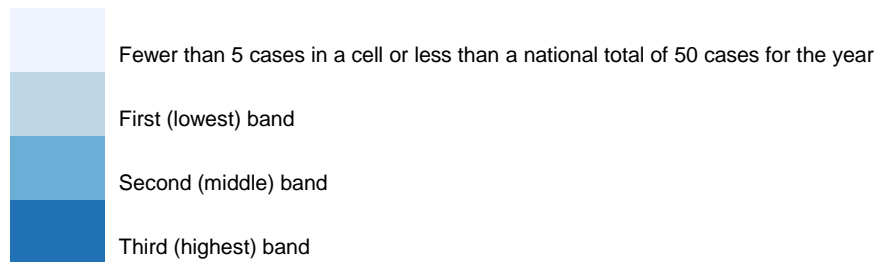 Fewer than 5 cases in a cell or less than a national total of 50 cases for the year
First (lowest) band
Second (middle) band
Third (highest) band